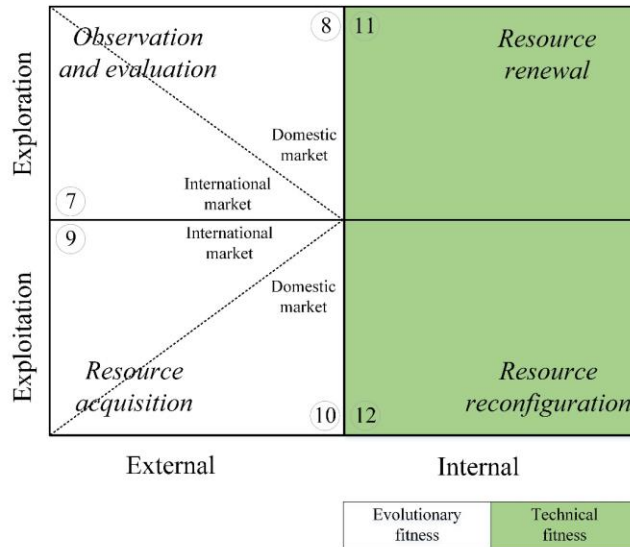 Observation
and evaluation
8
11
Resource
renewal
Exploration
Domestic
market
International
market
7
9
International
market
Domestic
market
Exploitation
Resource
acquisition
10
12
Resource
reconfiguration
External
Internal
Evolutionary
fitness
Technical
fitness